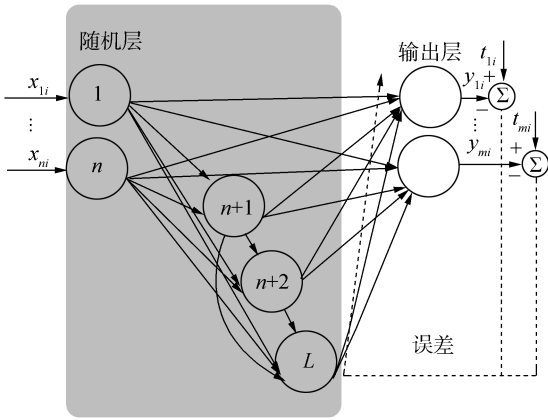 随机层
输出层
t1i
x1i
1
y1i
+
Σ
−
⋮
⋮
tmi
xni
n
ymi
+
Σ
−
n+1
n+2
L
误差